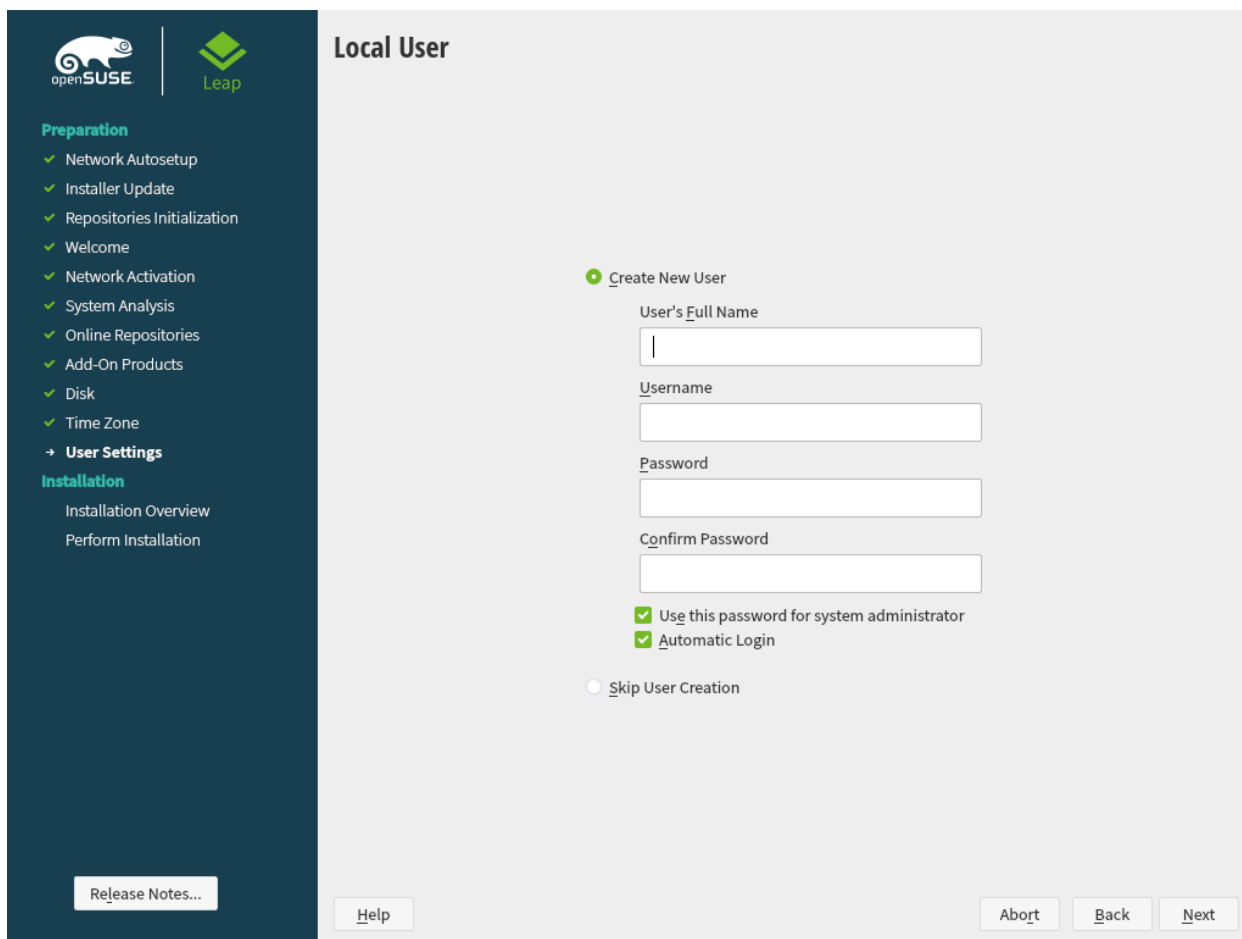 openSUSE
Leap
Preparation
Network Autosetup
Installer Update
Repositories Initialization
Welcome
Network Activation
System Analysis
Online Repositories
Add-On Products
Disk
Time Zone
User Settings
Installation
Installation Overview
Perform Installation
Release Notes...
Local User
Create New User
User's Full Name
Username
Password
Confirm Password
Use this password for system administrator
Automatic Login
Skip User Creation
Help
Abort
Back
Next